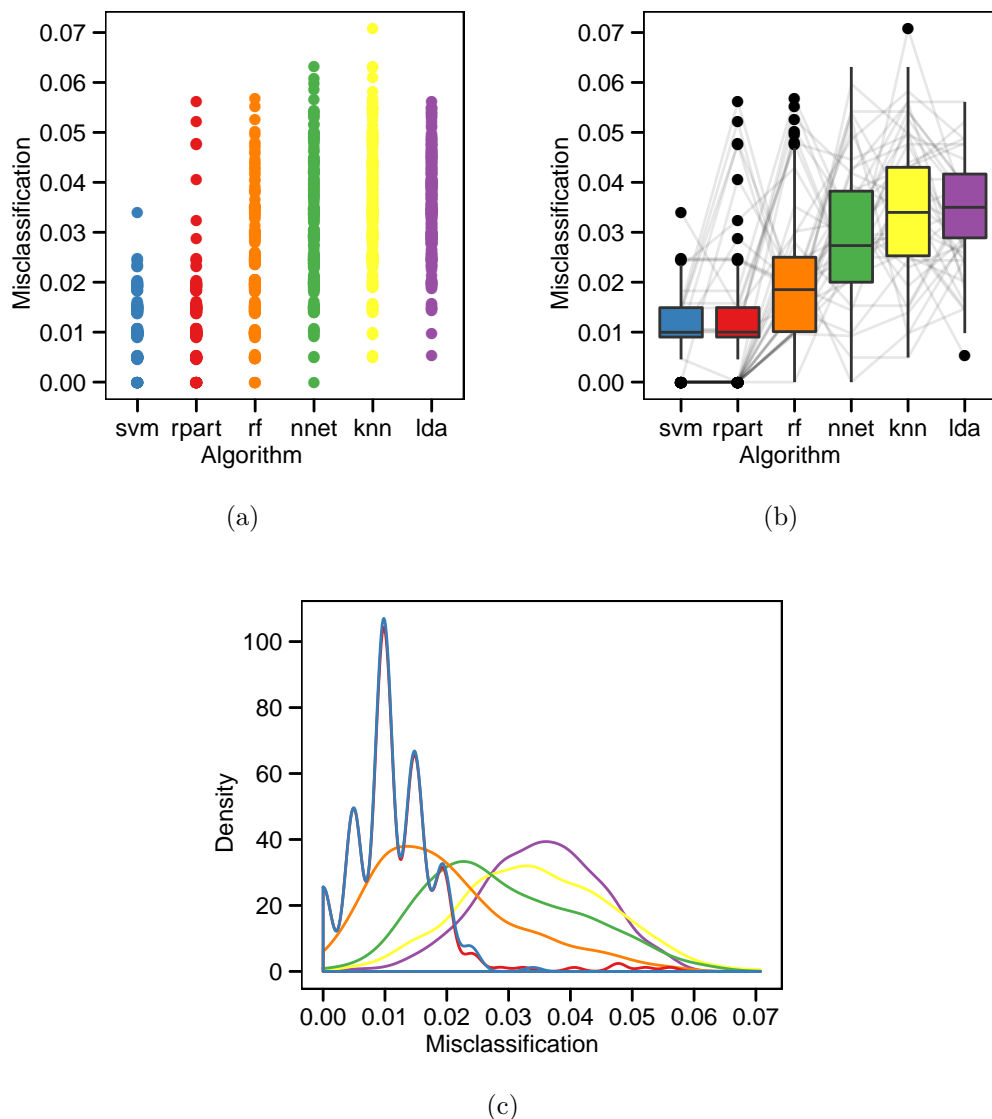 0.07
0.06
0.05
0.04
0.03
0.02
0.01
0.00
Misclassification
svm rpart rf nnet knn lda
Algorithm
(a)
0.07
0.06
0.05
0.04
0.03
0.02
0.01
0.00
Misclassification
svm rpart rf nnet knn lda
Algorithm
(b)
100
80
60
40
20
0
Density
0.00 0.01 0.02 0.03 0.04 0.05 0.06 0.07
Misclassification
(c)